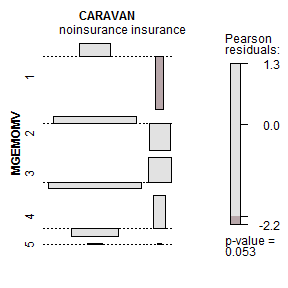 CARAVAN
noinsurance insurance
Pearson
residuals:
1.3
0.0
-2.2
p-value =
0.053
MGEMOMV
1
2
3
4
5